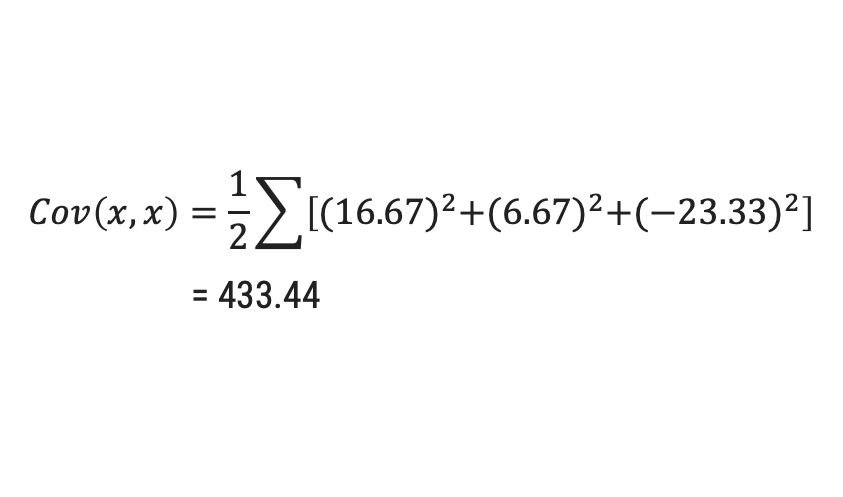 Cov(x, x) = 1/2 ∑[(16.67)²+(6.67)²+(−23.33)²]
= 433.44